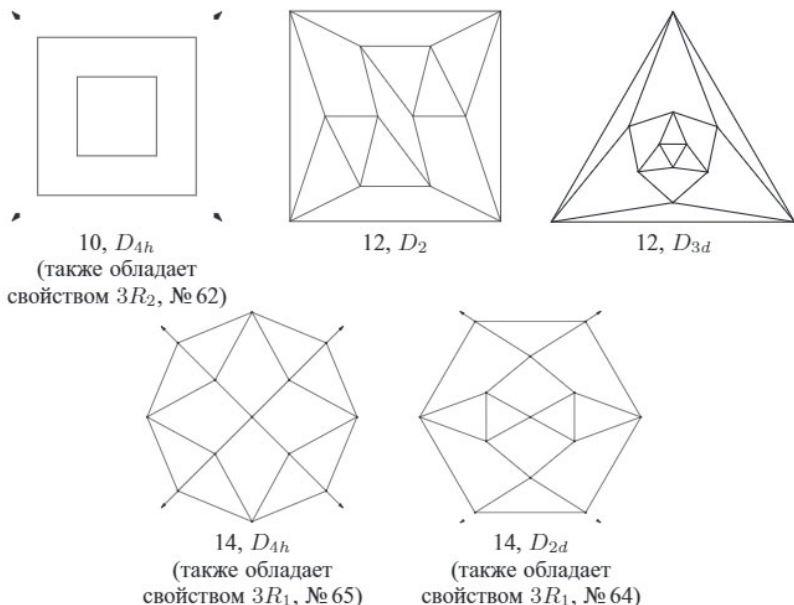 10, D₄ₕ
(также обладает
свойством 3R₂, № 62)
12, D₂
12, D₃d
14, D₄ₕ
(также обладает
свойством 3R₁, № 65)
14, D₂d
(также обладает
свойством 3R₁, № 64)